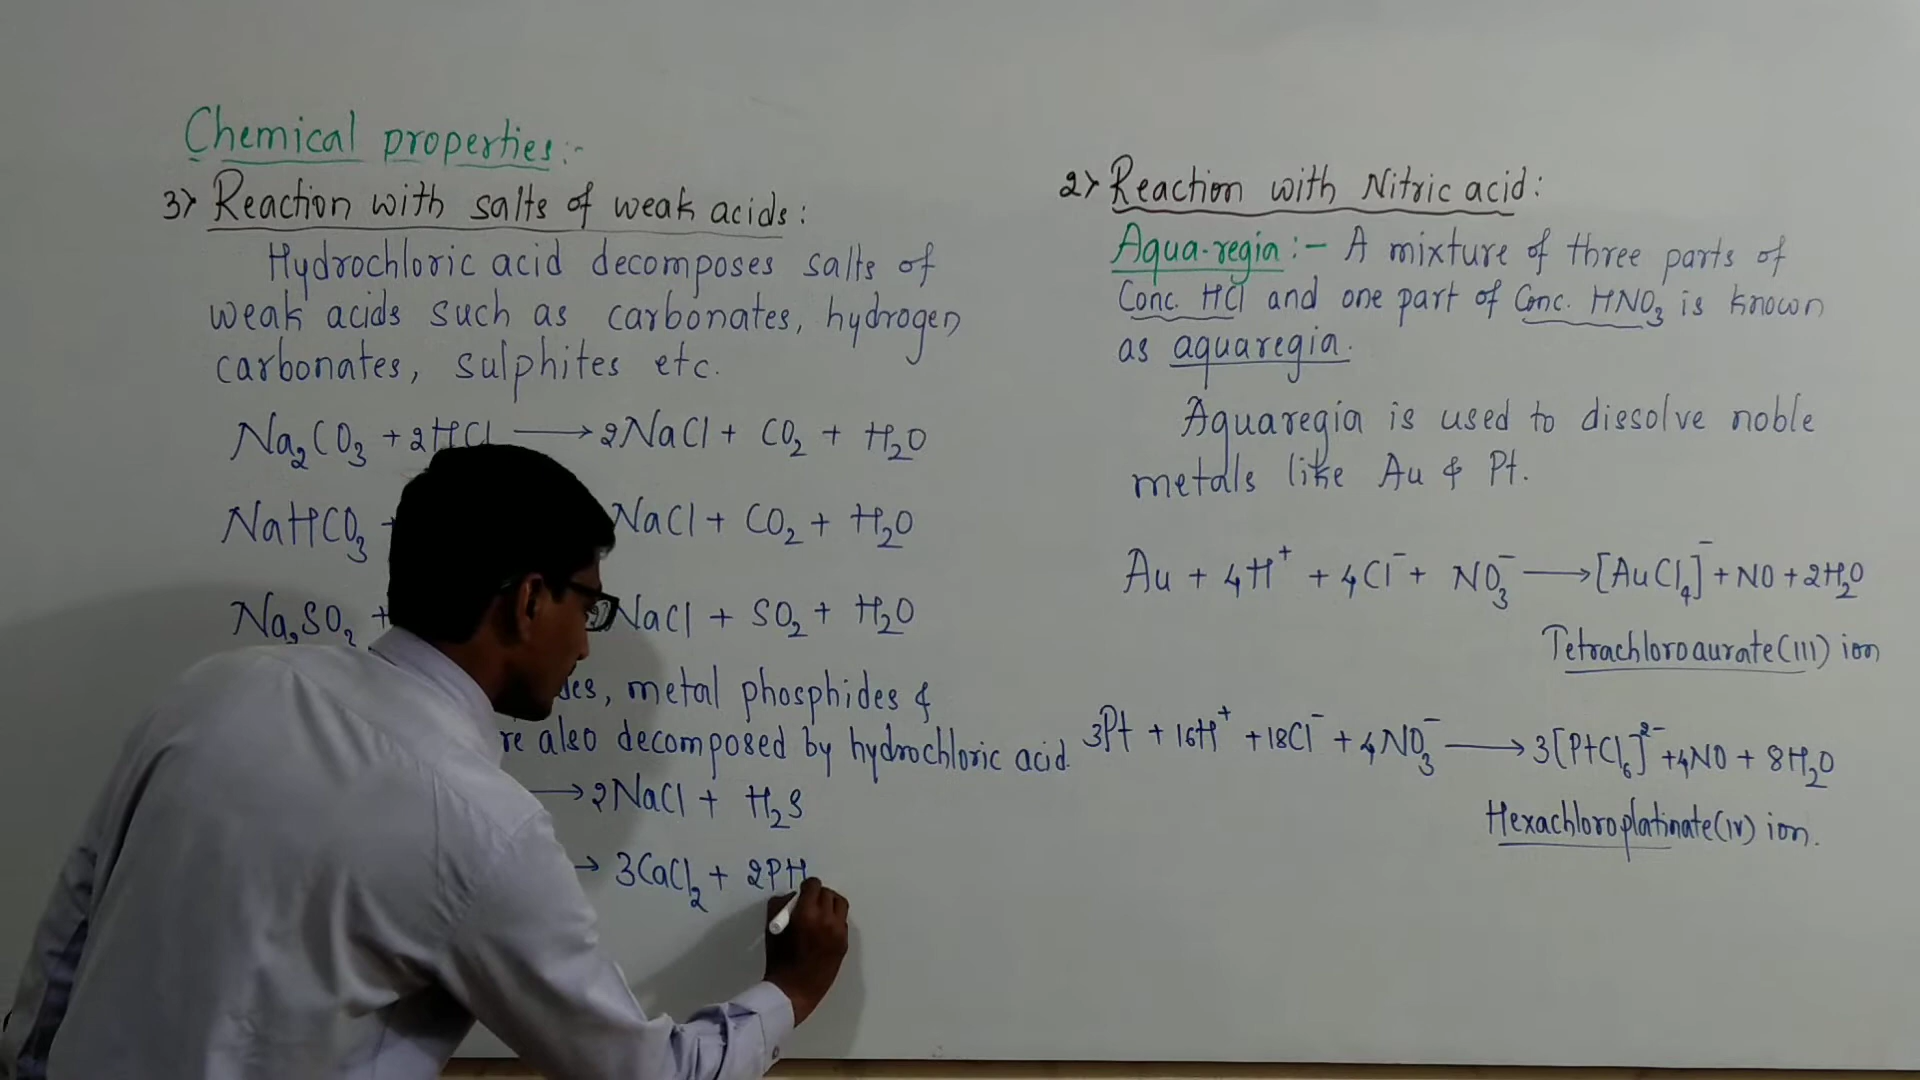 Chemical properties:-
3> Reaction with salts of weak acids:
Hydrochloric acid decomposes salts of
weak acids such as carbonates, hydrogen
carbonates, sulphites etc.
Na₂CO₃ + 2HCl ⟶ 2NaCl + CO₂ + H₂O
NaHCO₃ + NaCl + CO₂ + H₂O
Na₂SO₃ + NaCl + SO₂ + H₂O
metal phosphides &
also decomposed by hydrochloric acid.
⟶ 2NaCl + H₂S
→ 3CaCl₂ + 2PH
2> Reaction with Nitric acid:
Aqua-regia:- A mixture of three parts of
Conc. HCl and one part of Conc. HNO₃ is known
as aquaregia.
Aquaregia is used to dissolve noble
metals like Au & Pt.
Au + 4H⁺ + 4Cl⁻ + NO₃⁻ ⟶ [AuCl₄]⁻ + NO + 2H₂O
Tetrachloroaurate(III) ion
3Pt + 16H⁺ + 18Cl⁻ + 4NO₃⁻ ⟶ 3[PtCl₆]²⁻ + 4NO + 8H₂O
Hexachloroplatinate(IV) ion.